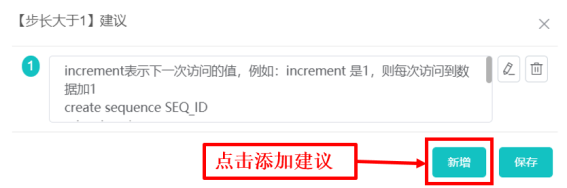 【步长大于1】建议
1
increment表示下一次访问的值，例如：increment 是1，则每次访问到数
据加1
create sequence SEQ_ID
点击添加建议
新增
保存